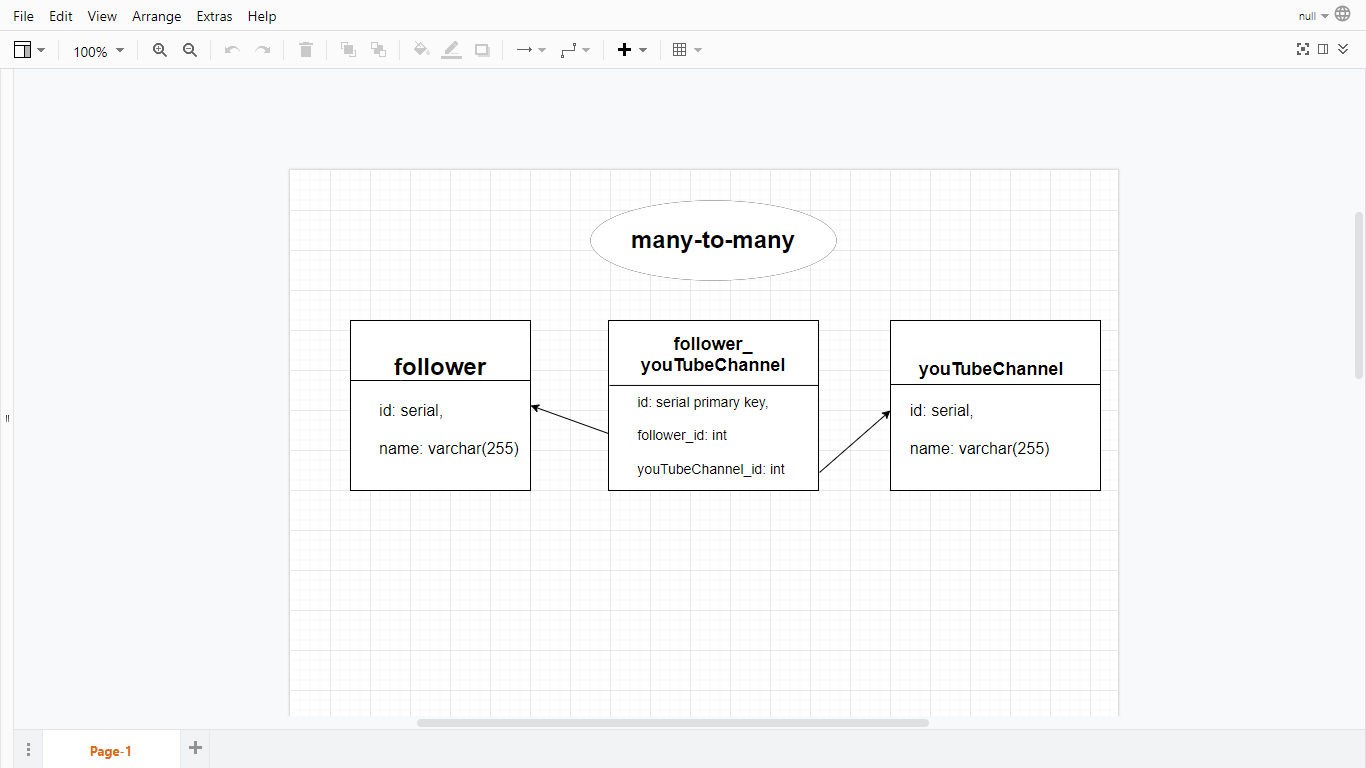 File Edit View Arrange Extras Help
null
100%
many-to-many
follower
id: serial,
name: varchar(255)
follower_
youTubeChannel
id: serial primary key,
follower_id: int
youTubeChannel_id: int
youTubeChannel
id: serial,
name: varchar(255)
Page-1